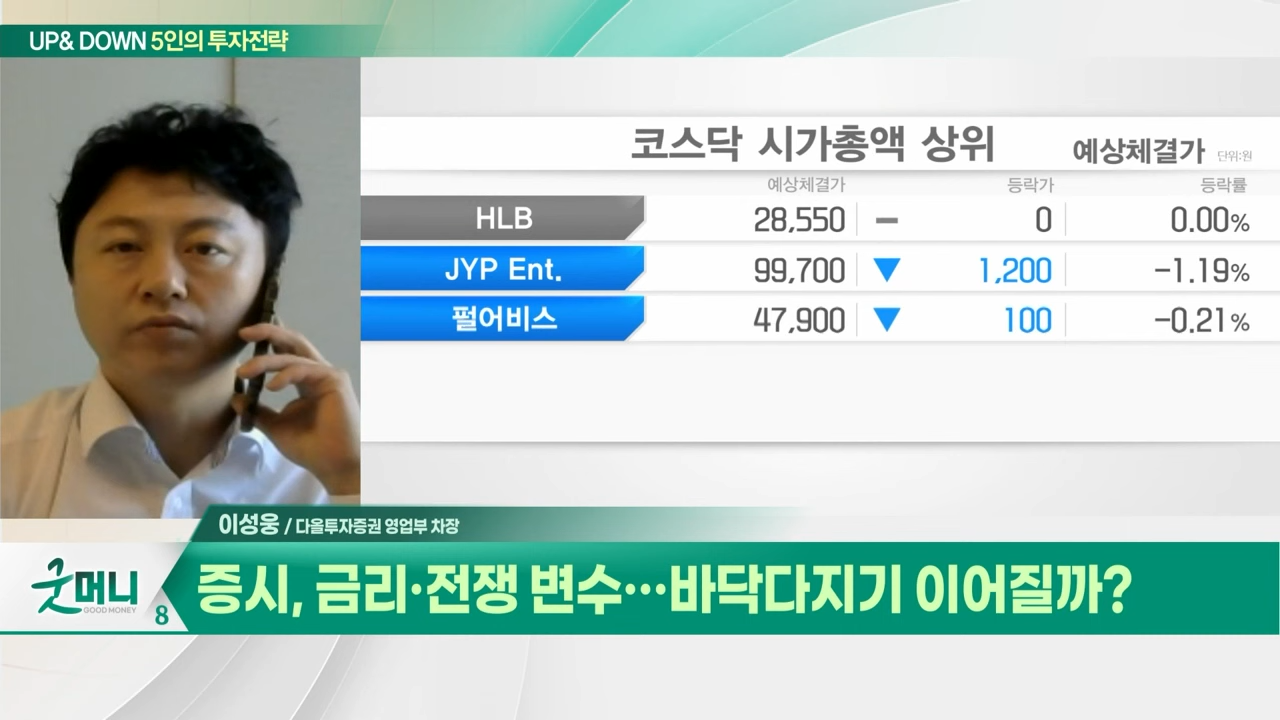 UP& DOWN 5인의 투자전략
코스닥 시가총액 상위 예상체결가 단위:원
예상체결가 등락가 등락률
HLB 28,550 0 0.00%
JYP Ent. 99,700 ▼ 1,200 -1.19%
펄어비스 47,900 ▼ 100 -0.21%
이성웅 / 다올투자증권 영업부 차장
굿머니
GOOD MONEY
8
증시, 금리·전쟁 변수…바닥다지기 이어질까?